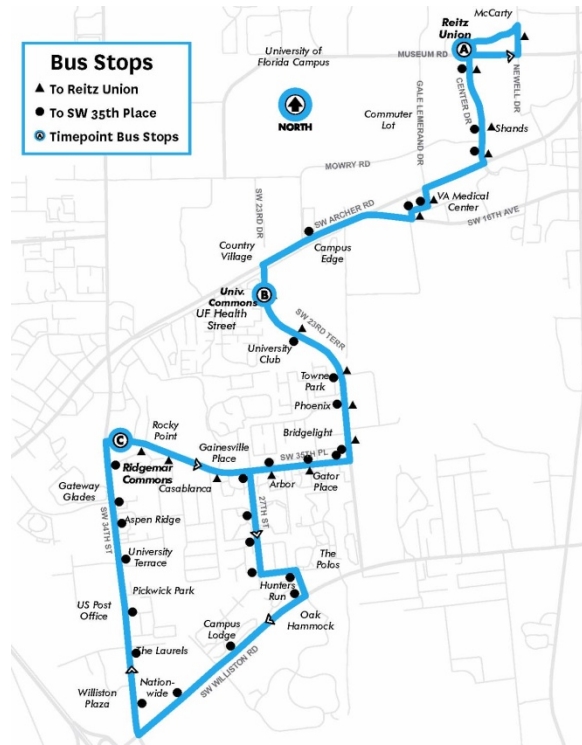 Bus Stops
To Reitz Union
To SW 35th Place
A Timepoint Bus Stops
University of
Florida Campus
NORTH
Reitz
Union
A
McCarty
MUSEUM RD
NEWELL DR
CENTER DR
GALE LEMERAND DR
Commuter
Lot
Shands
MOWRY RD
VA Medical
Center
SW 16TH AVE
SW ARCHER RD
SW 23RD DR
Country
Village
Campus
Edge
Univ.
Commons
B
UF Health
Street
SW 23RD TERR
University
Club
Towne
Park
Phoenix
Bridgelight
C
Rocky
Point
Ridgemar
Commons
Gainesville
Place
SW 35TH PL
Casablanca
Arbor
Gator
Place
Gateway
Glades
SW 34TH ST
Aspen Ridge
27TH ST
University
Terrace
The
Polos
Hunters
Run
Pickwick Park
US Post
Office
Oak
Hammock
Campus
Lodge
The Laurels
SW WILLISTON RD
Williston
Plaza
Nation-
wide